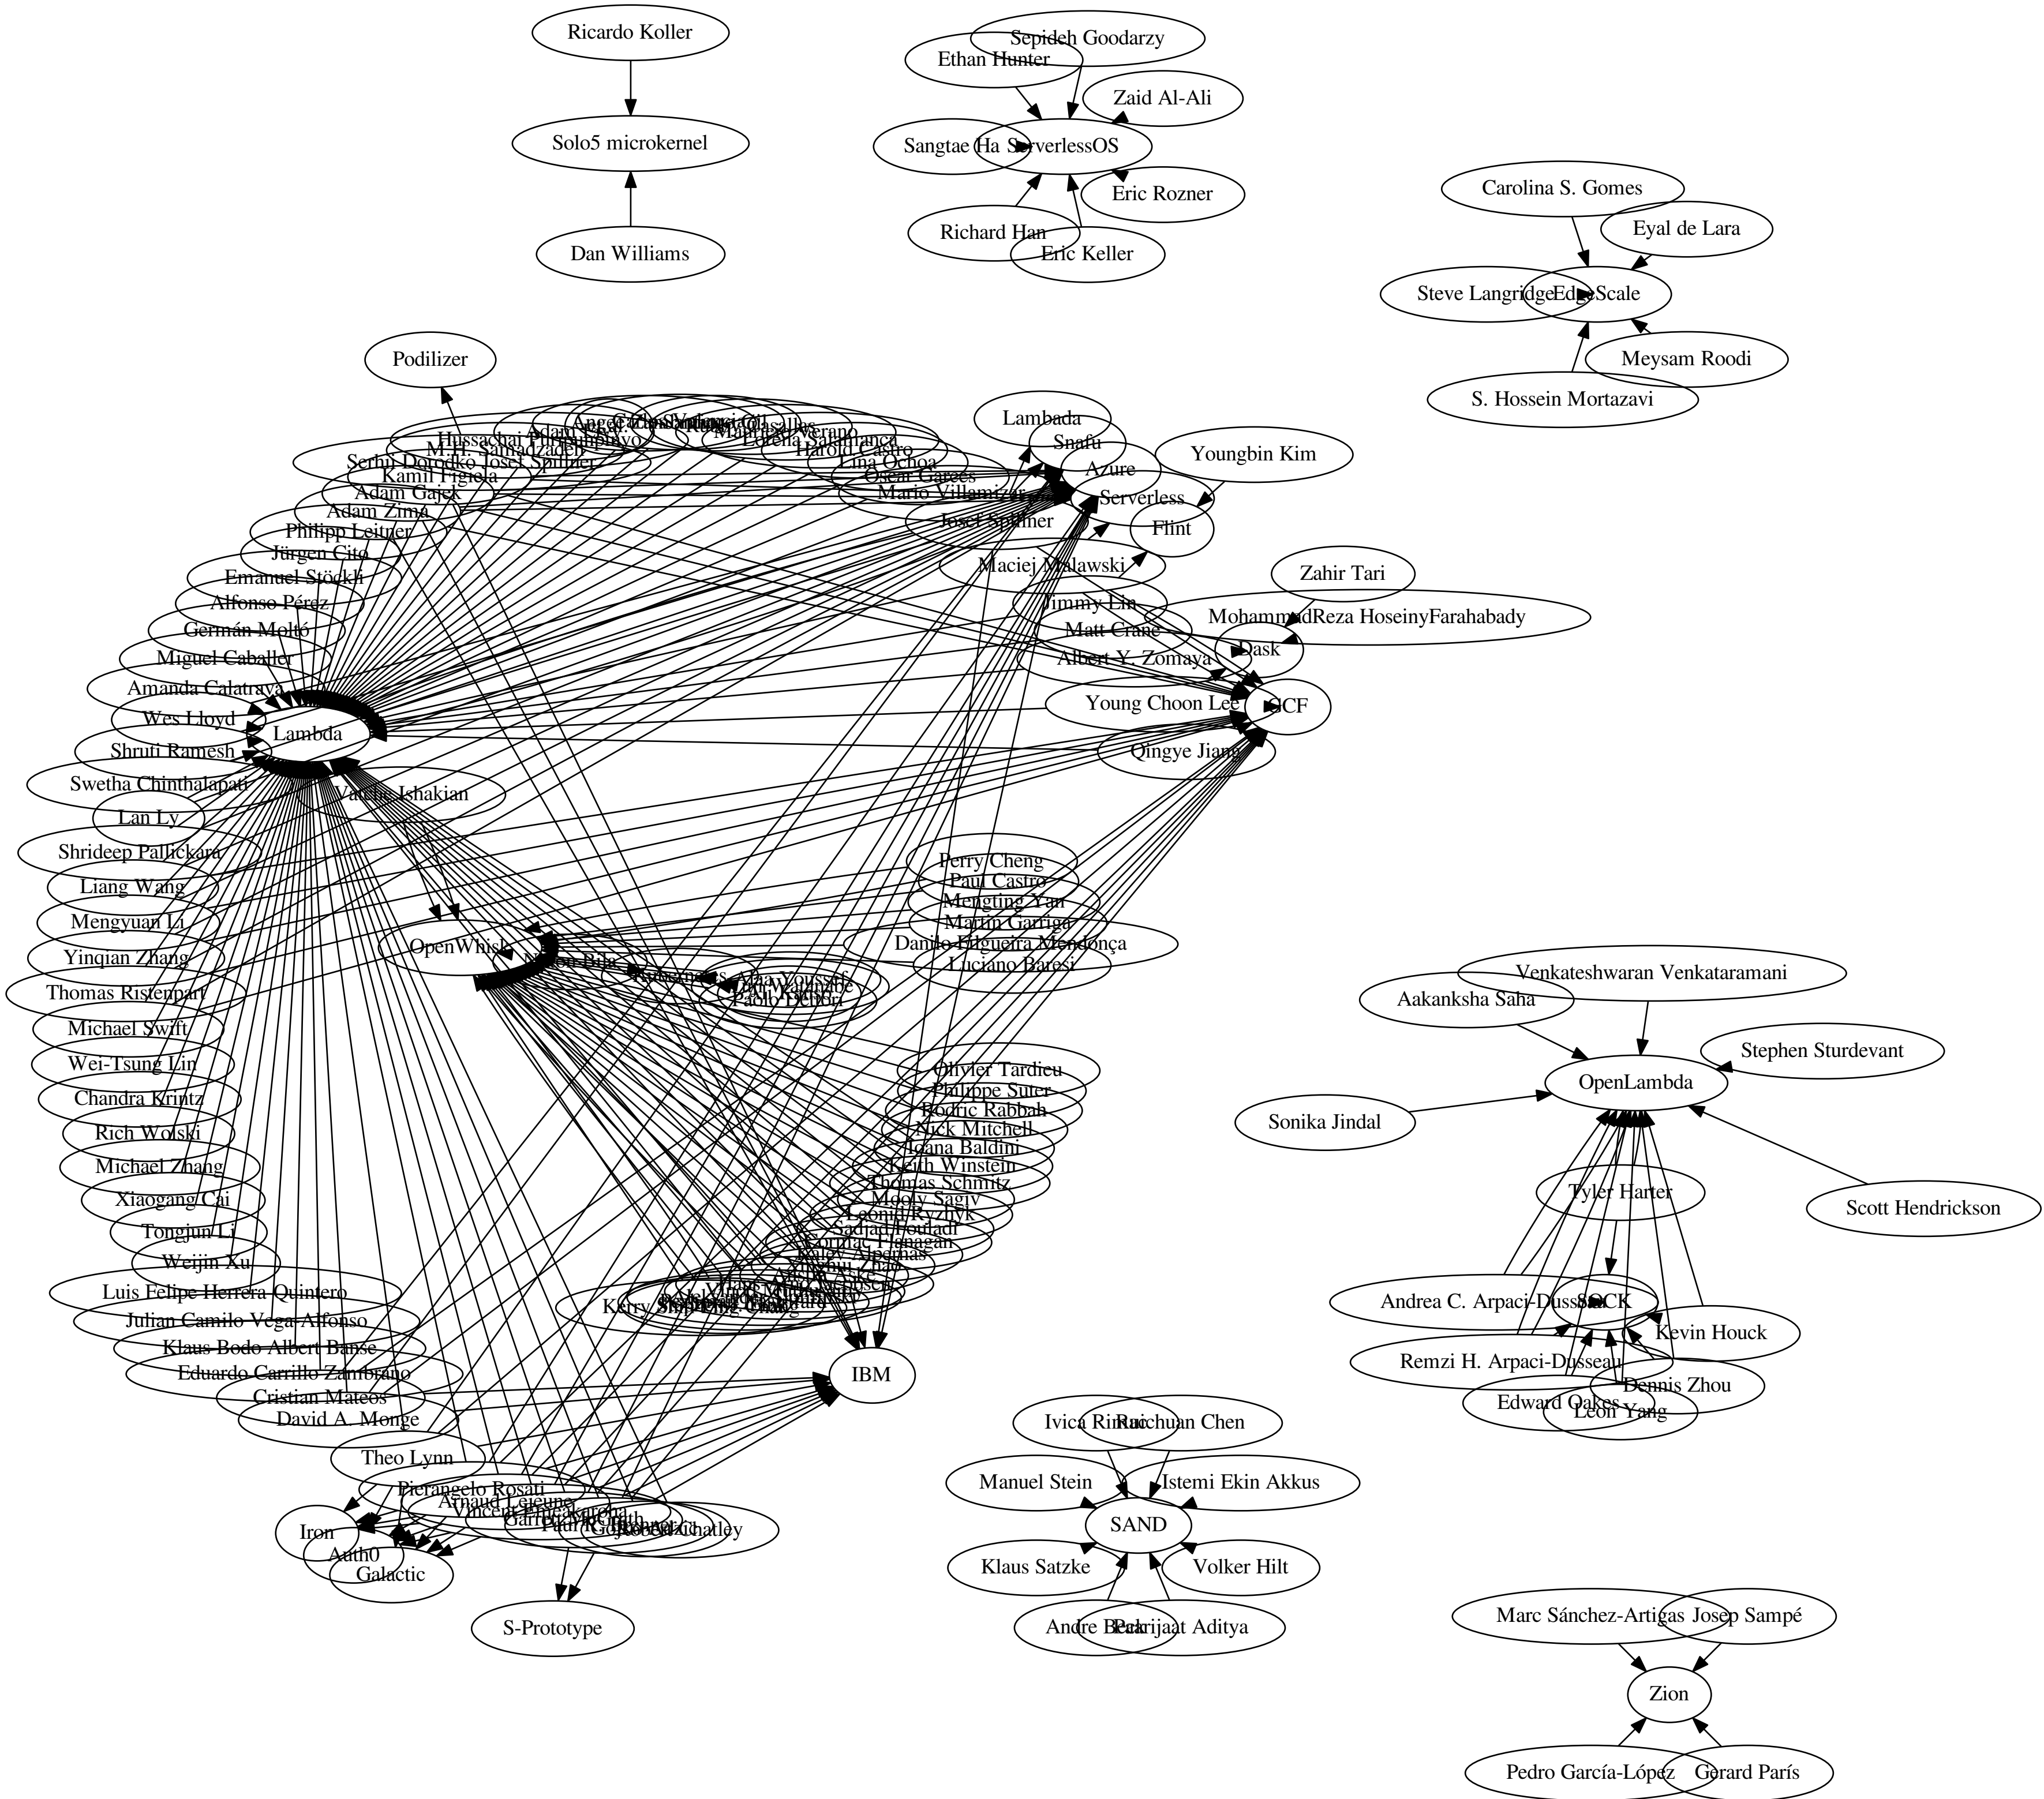 Ricardo Koller
Solo5 microkernel
Dan Williams
Sepideh Goodarzy
Ethan Hunter
Zaid Al-Ali
Sangtae Ha
ServerlessOS
Eric Rozner
Richard Han
Eric Keller
Carolina S. Gomes
Eyal de Lara
Steve Langridge
EdgeScale
Meysam Roodi
S. Hossein Mortazavi
Podilizer
Lambada
Snafu
Azure
Serverless
Flint
Youngbin Kim
Hussachai Puripunpinyo
M.H. Samadzadeh
Serhii Dorodko Josef Spillner
Kamil Figiela
Adam Gajek
Adam Zima
Philipp Leitner
Jürgen Cito
Emanuel Stöckli
Alfonso Pérez
Germán Moltó
Miguel Caballer
Amanda Calatrava
Wes Lloyd
Lambda
Shruti Ramesh
Swetha Chinthalapati
Lan Ly
Shrideep Pallickara
Liang Wang
Mengyuan Li
Yinqian Zhang
Thomas Ristenpart
Michael Swift
Wei-Tsung Lin
Chandra Krintz
Rich Wolski
Michael Zhang
Xiaogang Cai
Tongjun Li
Weijin Xu
Luis Felipe Herrera-Quintero
Julian Camilo Vega-Alfonso
Klaus Bodo Albert Banse
Eduardo Carrillo Zambrano
Cristian Mateos
David A. Monge
Theo Lynn
Pierangelo Rosati
Arnaud Lejeune
Vincent Emeakaroha
Iron
Auth0
Galactic
S-Prototype
Lorena Salamanca
Harold Castro
Lina Ochoa
Oscar Garces
Mario Villamizar
Josef Spillner
Maciej Malawski
Jimmy Lin
Matt Crane
Albert Y. Zomaya
Young Choon Lee
Qingye Jiang
Zahir Tari
MohammadReza HoseinyFarahabady
Dask
GCF
Vatche Ishakian
OpenWhisk
Perry Cheng
Paul Castro
Mengting Yan
Martin Garriga
Danilo Filgueira Mendonça
Luciano Baresi
Olivier Tardieu
Philippe Suter
Rodric Rabbah
Nick Mitchell
Ioana Baldini
Keith Winstein
Thomas Schmitz
Mooly Sagiv
Leonid Ryzhyk
Sadjad Fouladi
Cormac Flanagan
Kalev Alpernas
IBM
Venkateshwaran Venkataramani
Aakanksha Saha
Stephen Sturdevant
OpenLambda
Sonika Jindal
Tyler Harter
Scott Hendrickson
Andrea C. Arpaci-Dusseau
SOCK
Kevin Houck
Remzi H. Arpaci-Dusseau
Dennis Zhou
Edward Oakes
Leon Yang
Ruichuan Chen
Manuel Stein
Istemi Ekin Akkus
SAND
Klaus Satzke
Volker Hilt
Andre Beck
Paarijaat Aditya
Marc Sánchez-Artigas
Josep Sampé
Zion
Pedro García-López
Gerard París